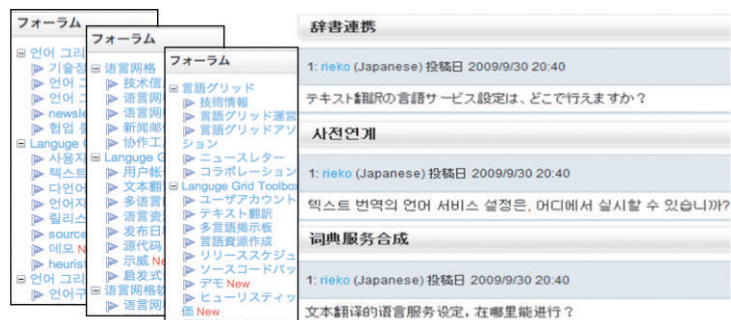 フォーラム
언어 그리
기술정
언어
언어
newsle
협업
Languge
사용지
텍스트
다언어
언어지
릴리스
source
데모 N
heurist
언어 그리
언어구
フォーラム
语言网格
技术信
语言网
语言网
新闻邮
协作工
Languge G
用户帐
文本翻
多语言
语言资
发布日
源代码
示威 Ne
启发式
语言网格软
语言网
フォーラム
言語グリッド
技術情報
言語グリッド運営
言語グリッドアソ
ション
ニュースレター
コラボレーション
Languge Grid Toolbox
ユーザアカウント
テキスト翻訳
多言語掲示板
言語資源作成
リリーススケジュ
ソースコードパッ
デモ New
ヒューリスティッ
価 New
辞書連携
1: rieko (Japanese) 投稿日 2009/9/30 20:40
テキスト翻訳の言語サービス設定は、どこで行えますか？
사전연계
1: rieko (Japanese) 投稿日 2009/9/30 20:40
텍스트 번역의 언어 서비스 설정은, 어디에서 실시할 수 있습니까?
词典服务合成
1: rieko (Japanese) 投稿日 2009/9/30 20:40
文本翻译的语言服务设定，在哪里能进行？